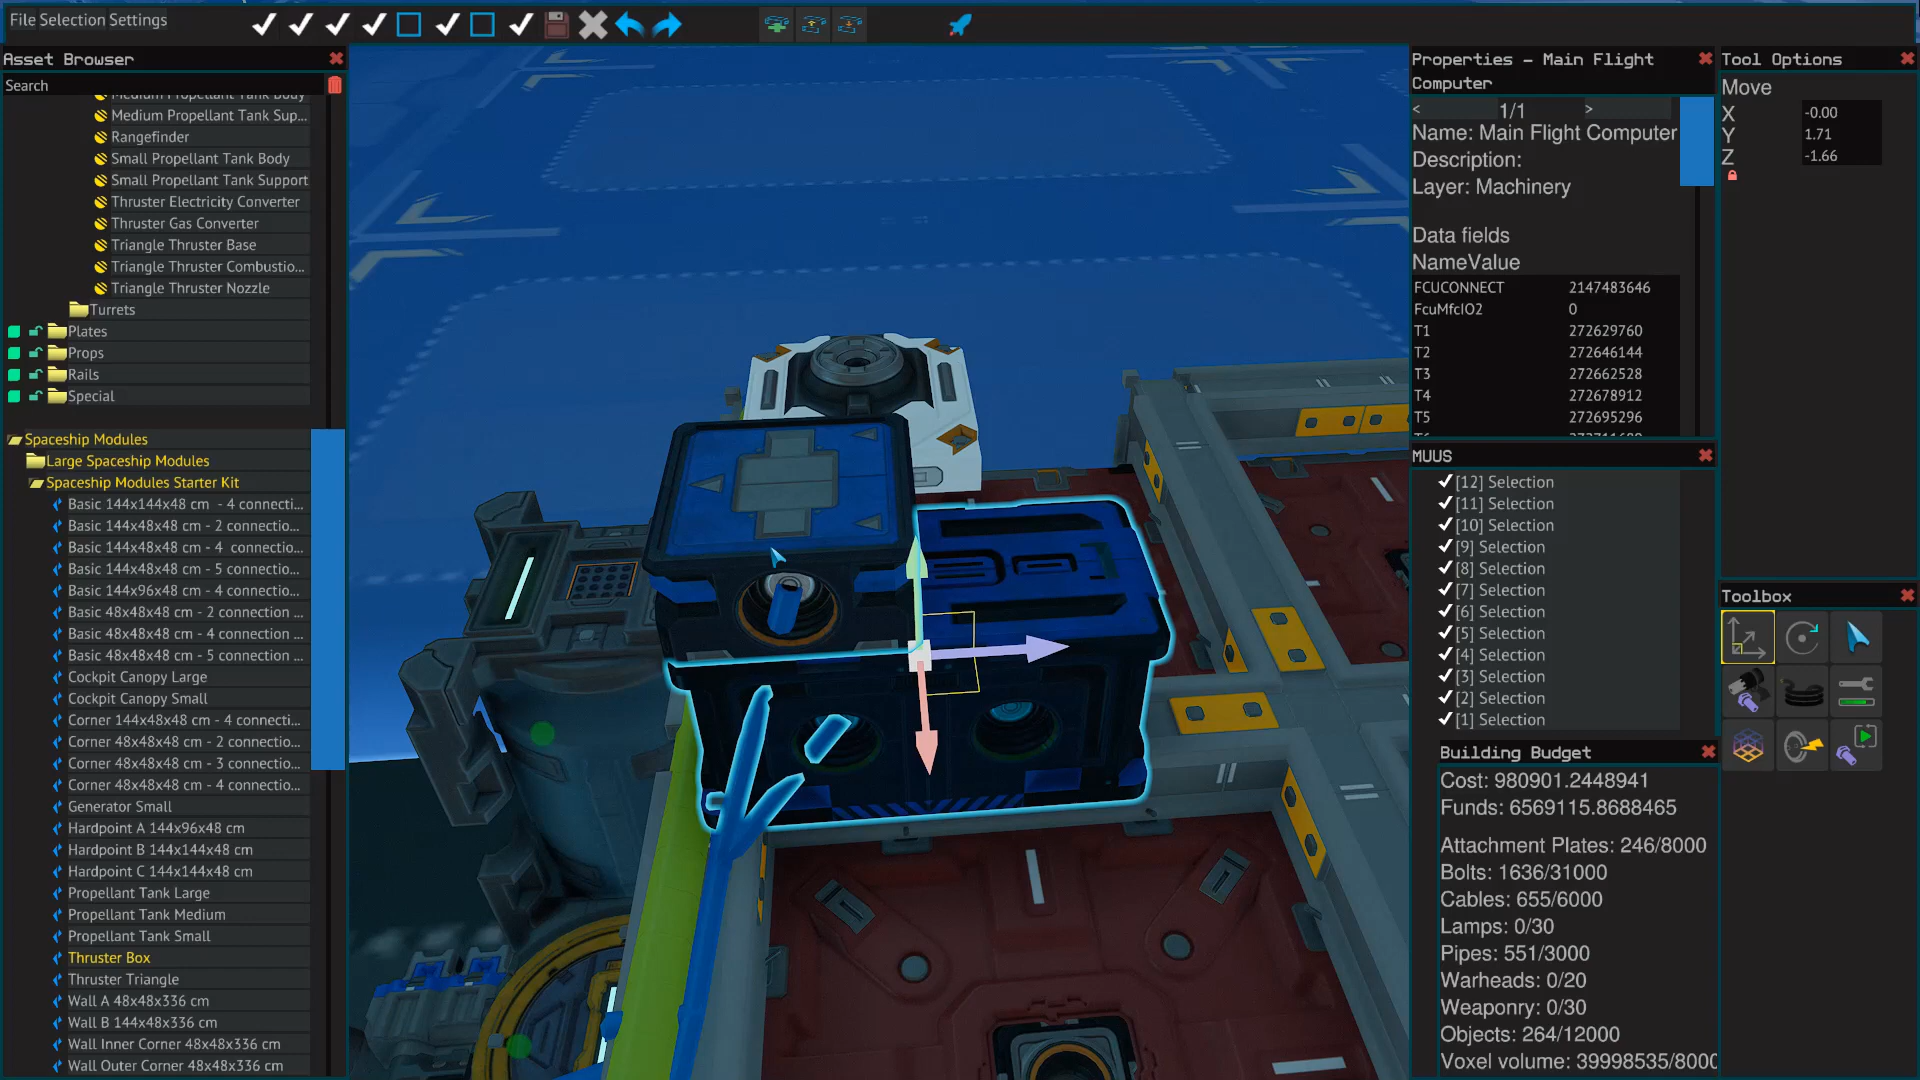 File Selection Settings
Asset Browser
Search
Medium Propellant Tank Body
Medium Propellant Tank Sup...
Rangefinder
Small Propellant Tank Body
Small Propellant Tank Support
Thruster Electricity Converter
Thruster Gas Converter
Triangle Thruster Base
Triangle Thruster Combustio...
Triangle Thruster Nozzle
Turrets
Plates
Props
Rails
Special
Spaceship Modules
Large Spaceship Modules
Spaceship Modules Starter Kit
Basic 144x144x48 cm - 4 connecti...
Basic 144x48x48 cm - 2 connectio...
Basic 144x48x48 cm - 4 connectio...
Basic 144x48x48 cm - 5 connectio...
Basic 144x96x48 cm - 4 connectio...
Basic 48x48x48 cm - 2 connection ...
Basic 48x48x48 cm - 4 connection ...
Basic 48x48x48 cm - 5 connection ...
Cockpit Canopy Large
Cockpit Canopy Small
Corner 144x48x48 cm - 4 connecti...
Corner 48x48x48 cm - 2 connectio...
Corner 48x48x48 cm - 3 connectio...
Corner 48x48x48 cm - 4 connectio...
Generator Small
Hardpoint A 144x96x48 cm
Hardpoint B 144x144x48 cm
Hardpoint C 144x144x48 cm
Propellant Tank Large
Propellant Tank Medium
Propellant Tank Small
Thruster Box
Thruster Triangle
Wall A 48x48x336 cm
Wall B 144x48x336 cm
Wall Inner Corner 48x48x336 cm
Wall Outer Corner 48x48x336 cm
Properties - Main Flight
Computer
< 1/1 >
Name: Main Flight Computer
Description:
Layer: Machinery
Data fields
NameValue
FCUCONNECT 2147483646
FcuMfcIO2 0
T1 272629760
T2 272646144
T3 272662528
T4 272678912
T5 272695296
MUUS
[12] Selection
[11] Selection
[10] Selection
[9] Selection
[8] Selection
[7] Selection
[6] Selection
[5] Selection
[4] Selection
[3] Selection
[2] Selection
[1] Selection
Building Budget
Cost: 980901.2448941
Funds: 6569115.8688465
Attachment Plates: 246/8000
Bolts: 1636/31000
Cables: 655/6000
Lamps: 0/30
Pipes: 551/3000
Warheads: 0/20
Weaponry: 0/30
Objects: 264/12000
Voxel volume: 39998535/8000
Tool Options
Move
X -0.00
Y 1.71
Z -1.66
Toolbox